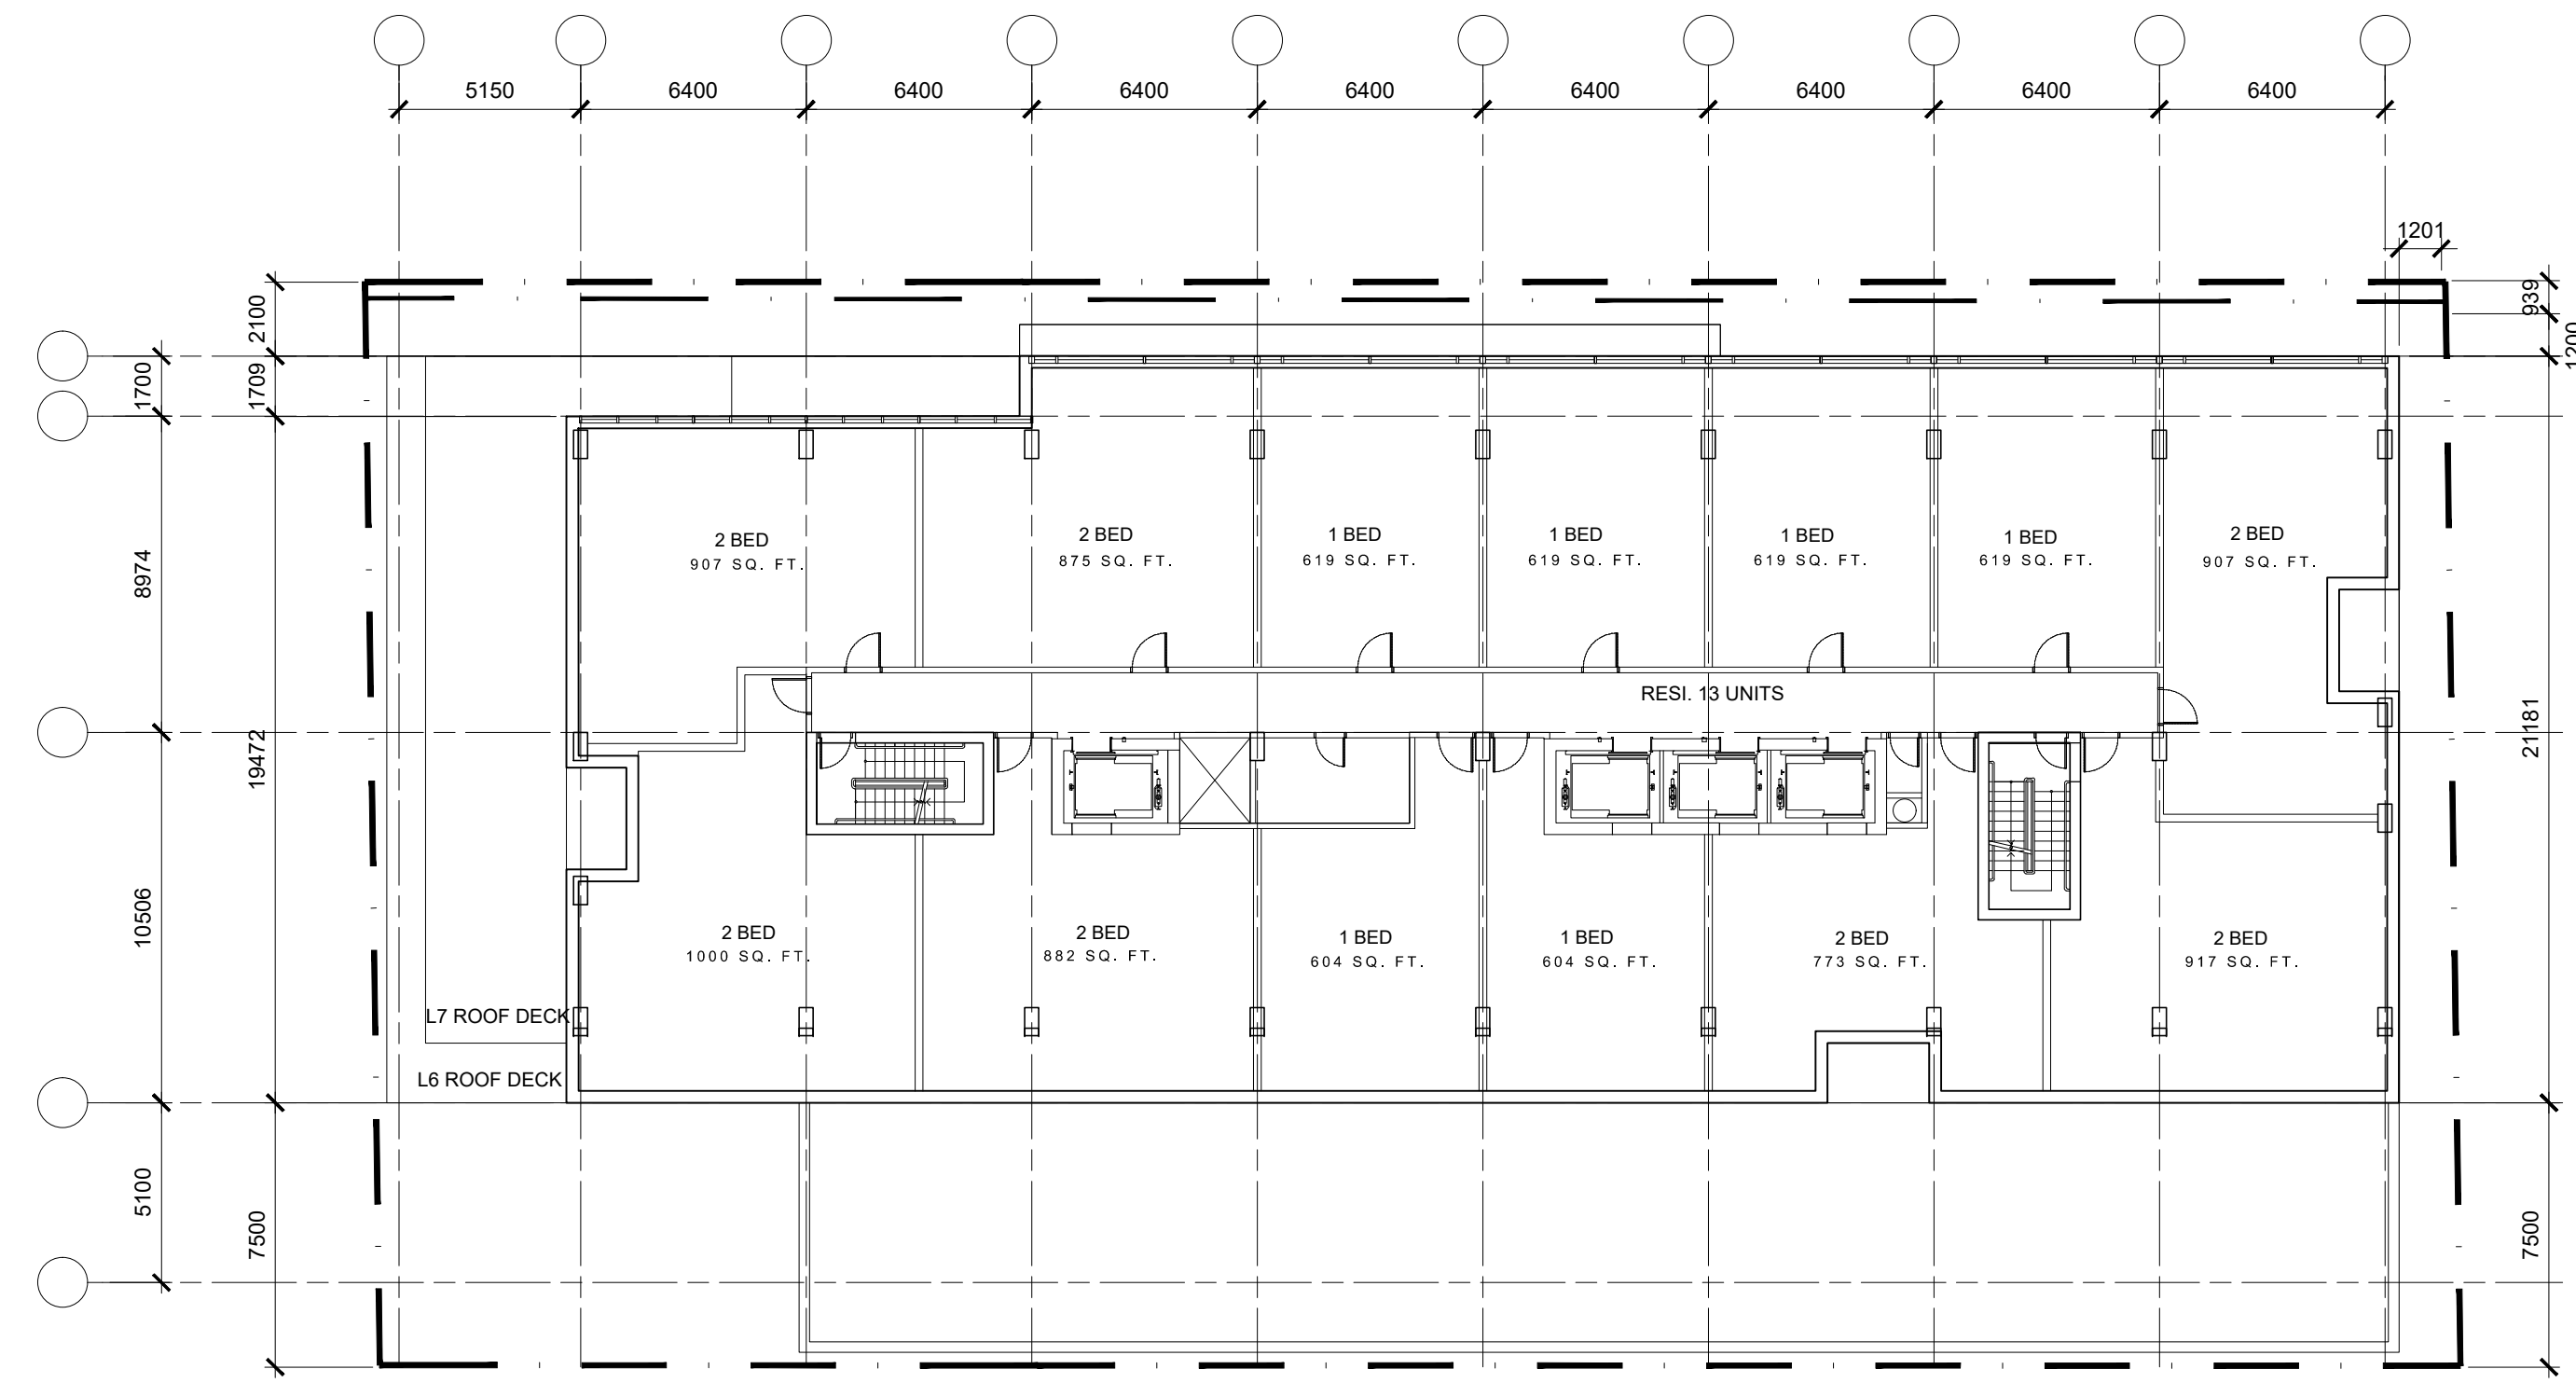 5150
6400
6400
6400
6400
6400
6400
6400
6400
1201
939
1200
2100
1700
1709
8974
19472
10506
5100
7500
21181
7500
2 BED
907 SQ. FT.
2 BED
875 SQ. FT.
1 BED
619 SQ. FT.
1 BED
619 SQ. FT.
1 BED
619 SQ. FT.
1 BED
619 SQ. FT.
2 BED
907 SQ. FT.
RESI. 13 UNITS
2 BED
1000 SQ. FT.
2 BED
882 SQ. FT.
1 BED
604 SQ. FT.
1 BED
604 SQ. FT.
2 BED
773 SQ. FT.
2 BED
917 SQ. FT.
L7 ROOF DECK
L6 ROOF DECK